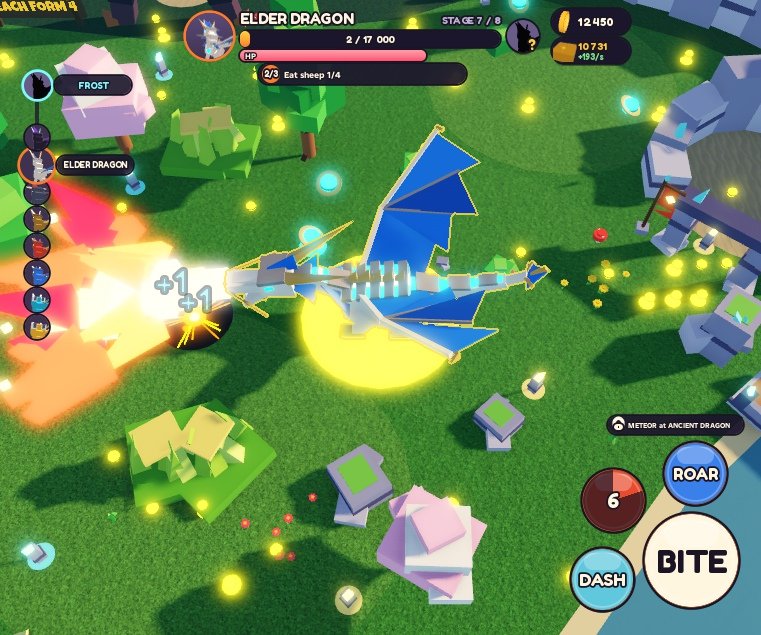 EACH FORM 4
ELDER DRAGON
STAGE 7 / 8
2 / 17 000
HP
2/3 Eat sheep 1/4
?
12 450
10 731
+193/s
FROST
ELDER DRAGON
+1
+1
METEOR at ANCIENT DRAGON
ROAR
6
BITE
DASH